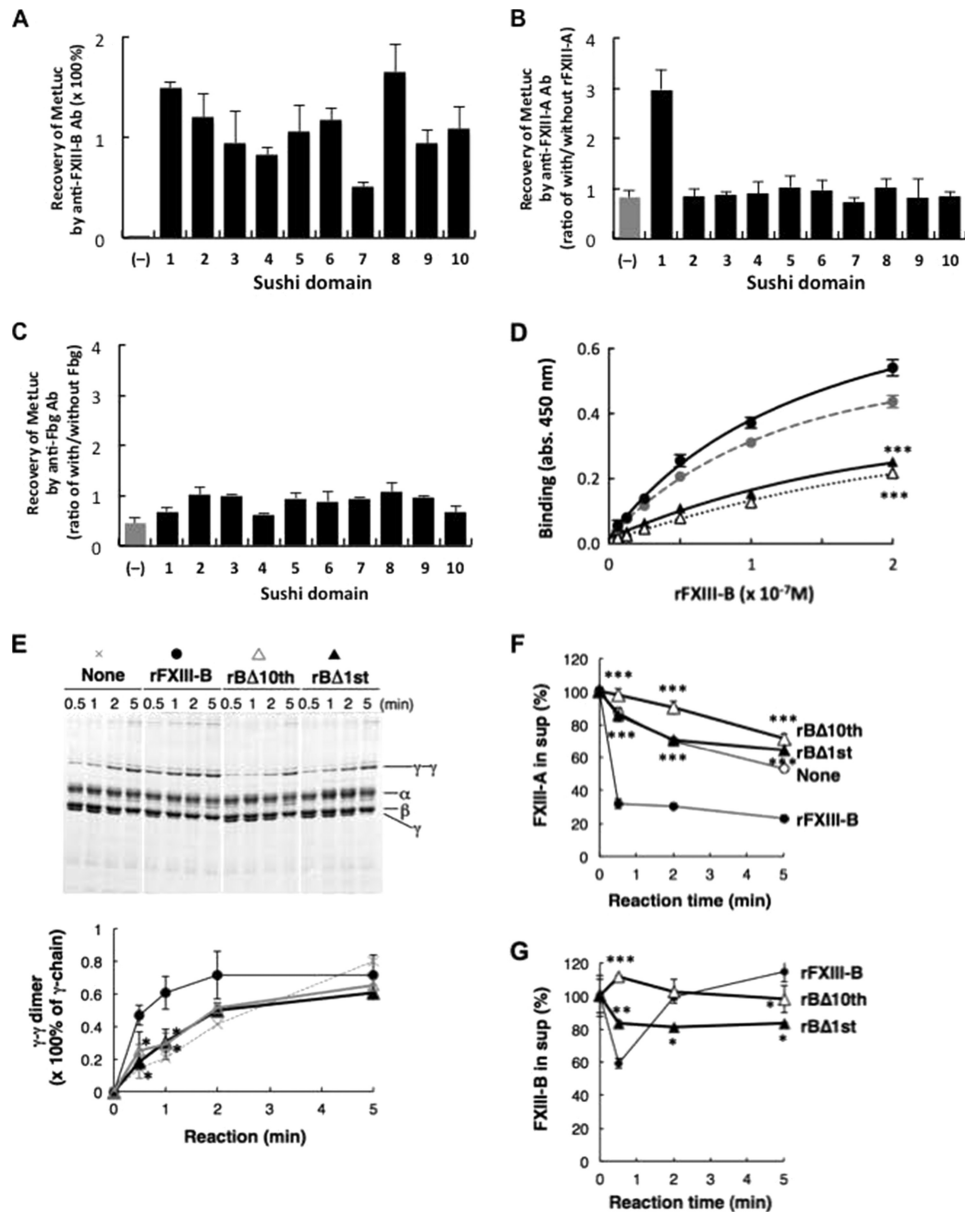 A
Recovery of MetLuc
by anti-FXIII-B Ab (x 100%)
2
1
0
(–) 1 2 3 4 5 6 7 8 9 10
Sushi domain
B
Recovery of MetLuc
by anti-FXIII-A Ab
(ratio of with/without rFXIII-A)
4
3
2
1
0
(–) 1 2 3 4 5 6 7 8 9 10
Sushi domain
C
Recovery of MetLuc
by anti-Fbg Ab
(ratio of with/without Fbg)
4
3
2
1
0
(–) 1 2 3 4 5 6 7 8 9 10
Sushi domain
D
Binding (abs. 450 nm)
0.6
0.4
0.2
0.0
0 1 2
***
***
rFXIII-B (x 10⁻⁷M)
E
None rFXIII-B rBΔ10th rBΔ1st
0.5 1 2 5 0.5 1 2 5 0.5 1 2 5 0.5 1 2 5 (min)
γ-γ
α
β
γ
γ-γ dimer
(x 100% of γ-chain)
1
0.8
0.6
0.4
0.2
0
* *
* *
0 1 2 3 4 5
Reaction (min)
F
FXIII-A in sup (%)
120
100
80
60
40
20
0
*** *** ***
*** *** ***
rBΔ10th
rBΔ1st
None
rFXIII-B
0 1 2 3 4 5
Reaction time (min)
G
FXIII-B in sup (%)
120
100
80
60
40
20
0
***
** * * *
rFXIII-B
rBΔ10th
rBΔ1st
0 1 2 3 4 5
Reaction time (min)